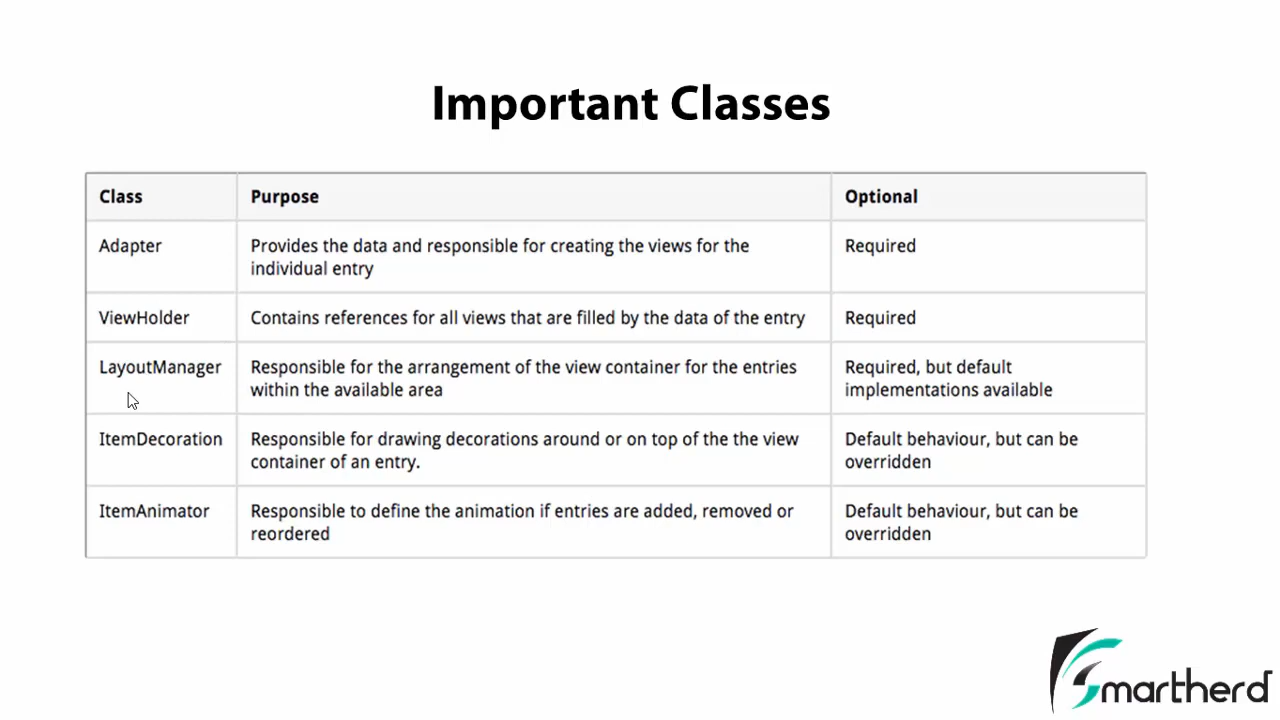 Important Classes
Class Purpose Optional
Adapter Provides the data and responsible for creating the views for the Required
individual entry
ViewHolder Contains references for all views that are filled by the data of the entry Required
LayoutManager Responsible for the arrangement of the view container for the entries Required, but default
within the available area implementations available
ItemDecoration Responsible for drawing decorations around or on top of the the view Default behaviour, but can be
container of an entry. overridden
ItemAnimator Responsible to define the animation if entries are added, removed or Default behaviour, but can be
reordered overridden
Smartherd